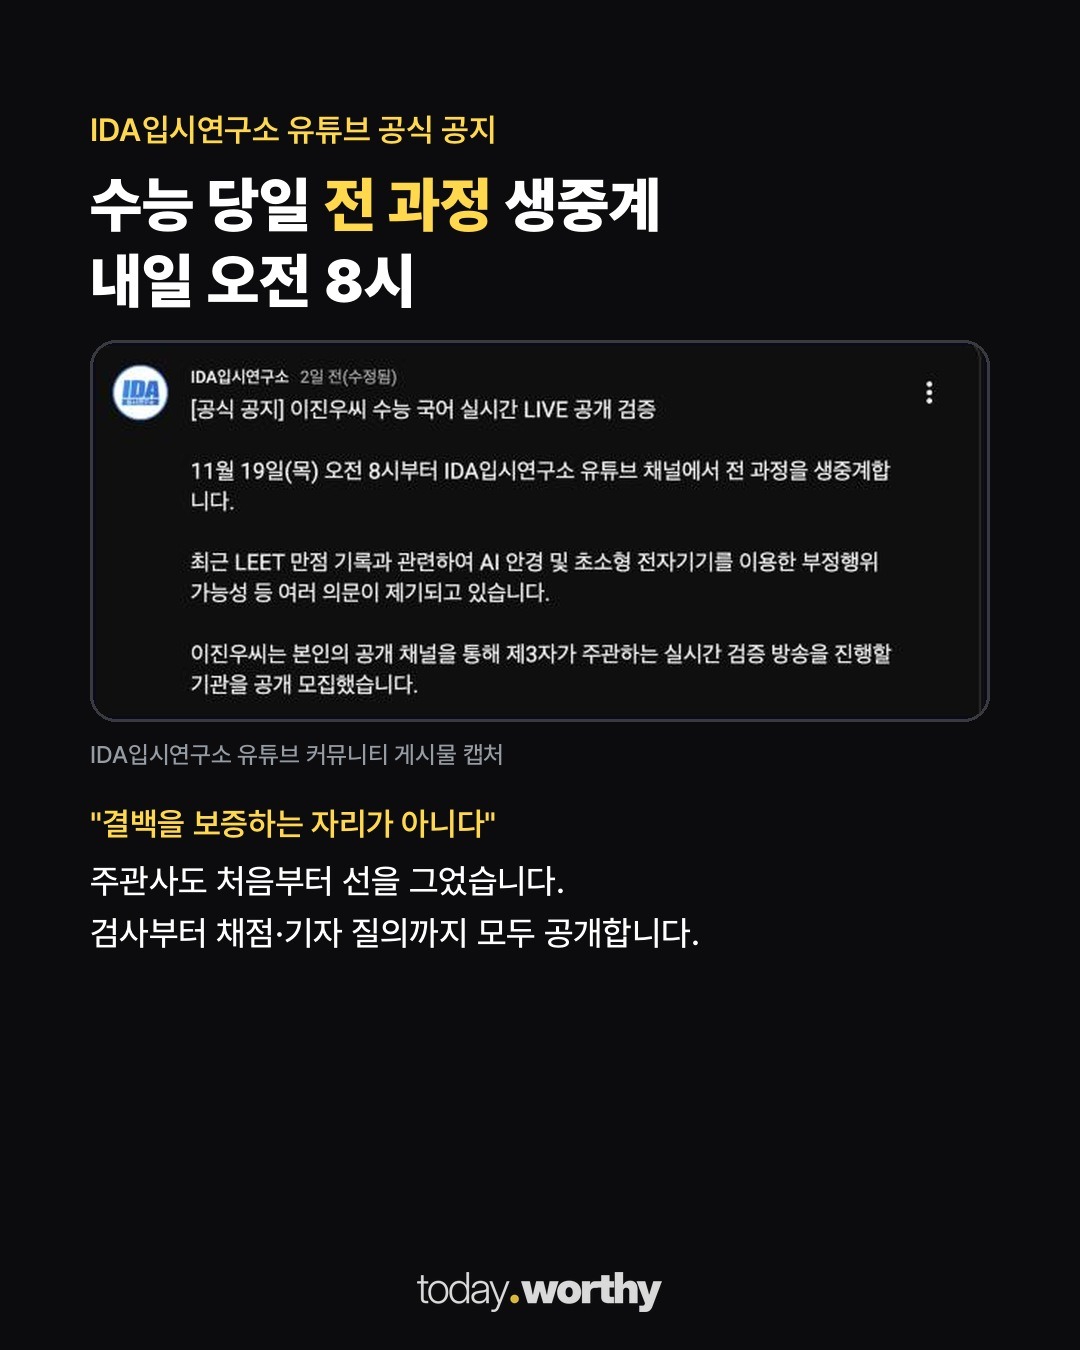 IDA입시연구소 유튜브 공식 공지
수능 당일 전 과정 생중계
내일 오전 8시
IDA
IDA입시연구소 2일 전(수정됨)
[공식 공지] 이진우씨 수능 국어 실시간 LIVE 공개 검증
11월 19일(목) 오전 8시부터 IDA입시연구소 유튜브 채널에서 전 과정을 생중계합
니다.
최근 LEET 만점 기록과 관련하여 AI 안경 및 초소형 전자기기를 이용한 부정행위
가능성 등 여러 의문이 제기되고 있습니다.
이진우씨는 본인의 공개 채널을 통해 제3자가 주관하는 실시간 검증 방송을 진행할
기관을 공개 모집했습니다.
IDA입시연구소 유튜브 커뮤니티 게시물 캡처
"결백을 보증하는 자리가 아니다"
주관사도 처음부터 선을 그었습니다.
검사부터 채점·기자 질의까지 모두 공개합니다.
today.worthy